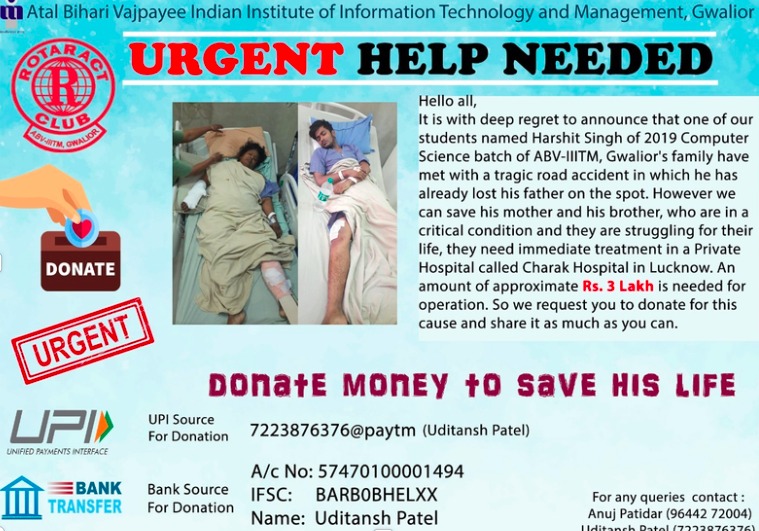 Atal Bihari Vajpayee Indian Institute of Information Technology and Management, Gwalior
ROTARACT
R
CLUB
ABV-IIITM, GWALIOR
URGENT HELP NEEDED
Hello all,
It is with deep regret to announce that one of our
students named Harshit Singh of 2019 Computer
Science batch of ABV-IIITM, Gwalior's family have
met with a tragic road accident in which he has
already lost his father on the spot. However we
can save his mother and his brother, who are in a
critical condition and they are struggling for their
life, they need immediate treatment in a Private
Hospital called Charak Hospital in Lucknow. An
amount of approximate Rs. 3 Lakh is needed for
operation. So we request you to donate for this
cause and share it as much as you can.
DONATE
URGENT
DONATE MONEY TO SAVE HIS LIFE
UPI
UNIFIED PAYMENTS INTERFACE
UPI Source
For Donation
7223876376@paytm (Uditansh Patel)
BANK
TRANSFER
Bank Source
For Donation
A/c No: 57470100001494
IFSC: BARB0BHELXX
Name: Uditansh Patel
For any queries contact :
Anuj Patidar (96442 72004)
Uditansh Patel (7223876376)